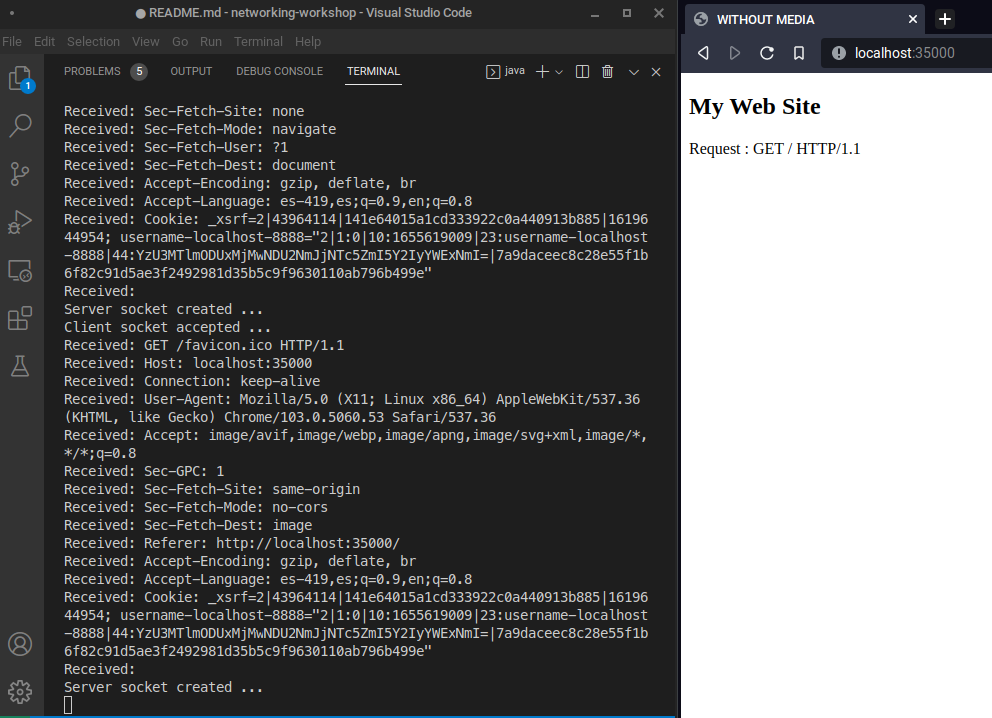 README.md - networking-workshop - Visual Studio Code
File Edit Selection View Go Run Terminal Help
PROBLEMS 5 OUTPUT DEBUG CONSOLE TERMINAL java
1
Received: Sec-Fetch-Site: none
Received: Sec-Fetch-Mode: navigate
Received: Sec-Fetch-User: ?1
Received: Sec-Fetch-Dest: document
Received: Accept-Encoding: gzip, deflate, br
Received: Accept-Language: es-419,es;q=0.9,en;q=0.8
Received: Cookie: _xsrf=2|43964114|141e64015a1cd333922c0a440913b885|16196
44954; username-localhost-8888="2|1:0|10:1655619009|23:username-localhost
-8888|44:YzU3MTlmODUxMjMwNDU2NmJjNTc5ZmI5Y2IyYWExNmI=|7a9daceec8c28e55f1b
6f82c91d5ae3f2492981d35b5c9f9630110ab796b499e"
Received:
Server socket created ...
Client socket accepted ...
Received: GET /favicon.ico HTTP/1.1
Received: Host: localhost:35000
Received: Connection: keep-alive
Received: User-Agent: Mozilla/5.0 (X11; Linux x86_64) AppleWebKit/537.36
(KHTML, like Gecko) Chrome/103.0.5060.53 Safari/537.36
Received: Accept: image/avif,image/webp,image/apng,image/svg+xml,image/*,
*/*;q=0.8
Received: Sec-GPC: 1
Received: Sec-Fetch-Site: same-origin
Received: Sec-Fetch-Mode: no-cors
Received: Sec-Fetch-Dest: image
Received: Referer: http://localhost:35000/
Received: Accept-Encoding: gzip, deflate, br
Received: Accept-Language: es-419,es;q=0.9,en;q=0.8
Received: Cookie: _xsrf=2|43964114|141e64015a1cd333922c0a440913b885|16196
44954; username-localhost-8888="2|1:0|10:1655619009|23:username-localhost
-8888|44:YzU3MTlmODUxMjMwNDU2NmJjNTc5ZmI5Y2IyYWExNmI=|7a9daceec8c28e55f1b
6f82c91d5ae3f2492981d35b5c9f9630110ab796b499e"
Received:
Server socket created ...
WITHOUT MEDIA
localhost:35000
My Web Site
Request : GET / HTTP/1.1